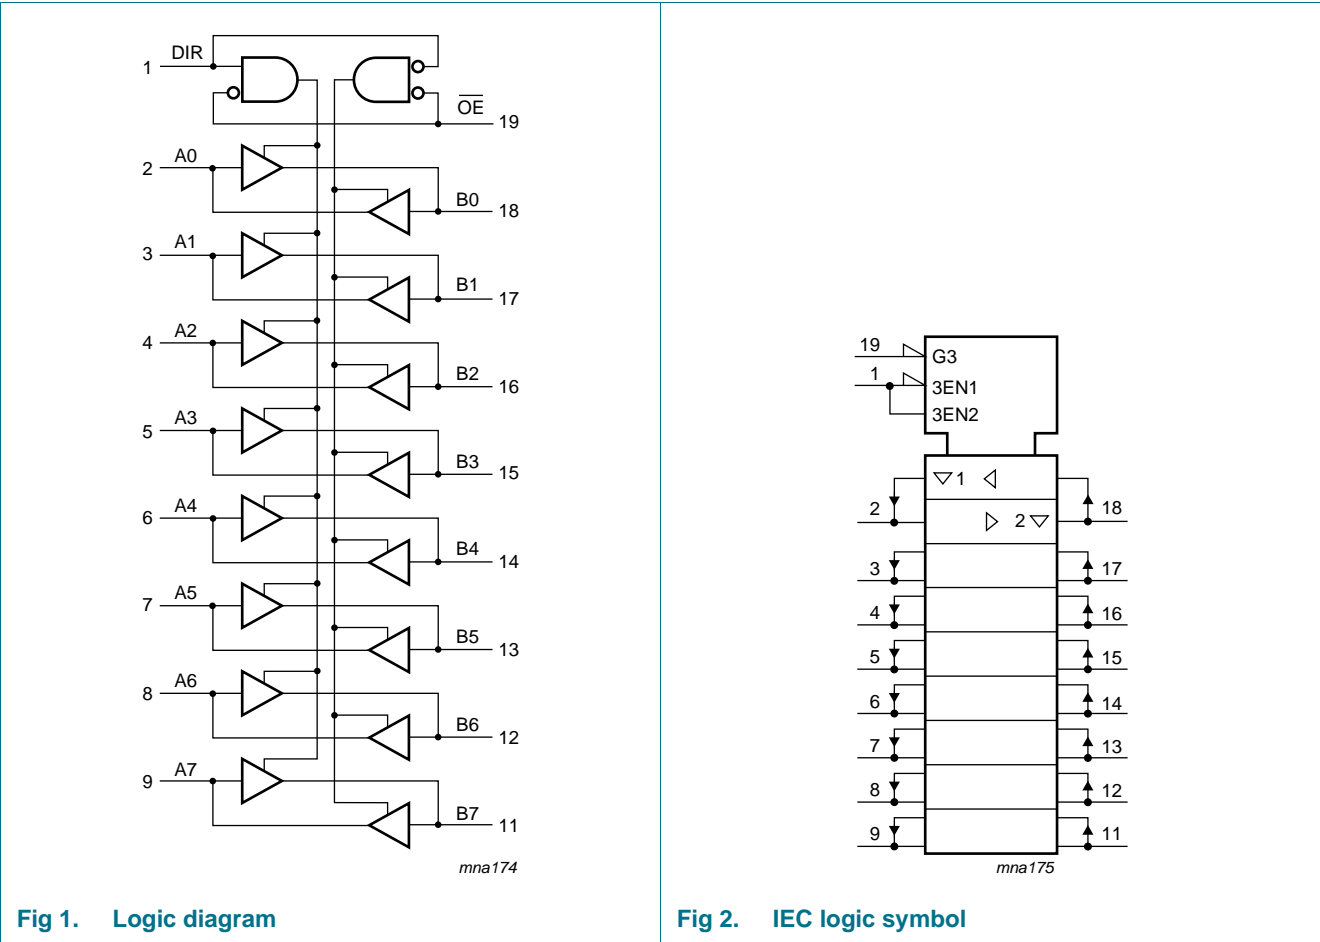 DIR
1
OE
19
A0
2
B0
18
A1
3
B1
17
A2
4
B2
16
A3
5
B3
15
A4
6
B4
14
A5
7
B5
13
A6
8
B6
12
A7
9
B7
11
mna174
Fig 1. Logic diagram
19
G3
1
3EN1
3EN2
1
2
18
2
3
17
4
16
5
15
6
14
7
13
8
12
9
11
mna175
Fig 2. IEC logic symbol